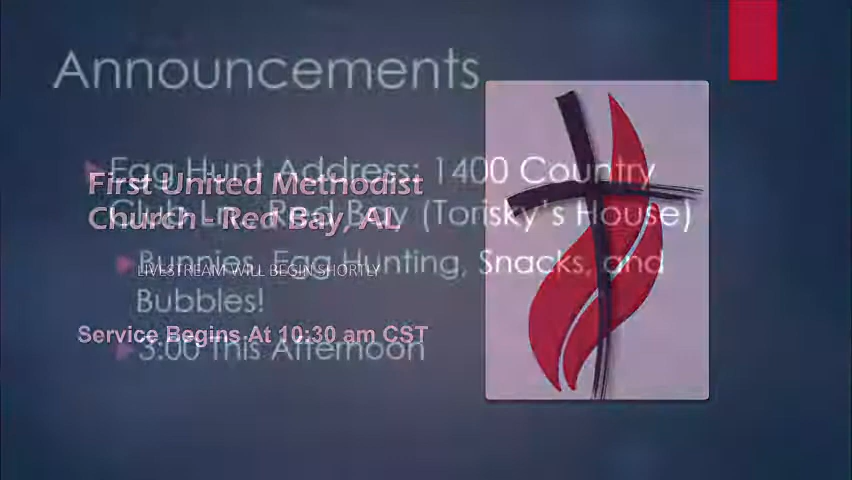 Announcements
Egg Hunt Address: 1400 Country
Club Ln, Red Bay (Torisky's House)
Bunnies, Egg Hunting, Snacks, and
Bubbles!
3:00 This Afternoon
First United Methodist
Church - Red Bay, AL
LIVESTREAM WILL BEGIN SHORTLY
Service Begins At 10:30 am CST